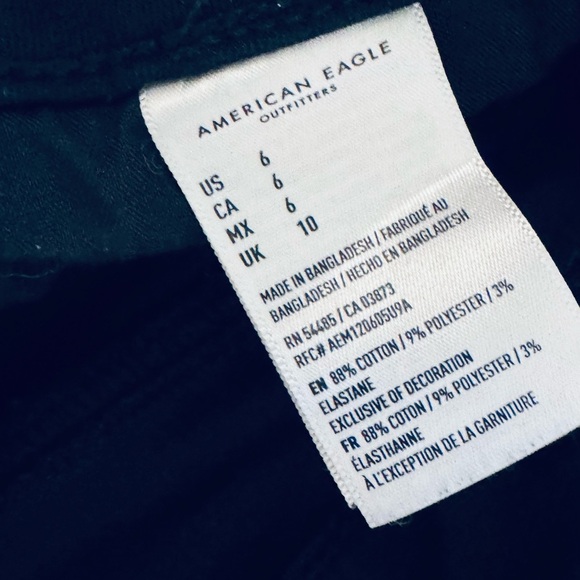 AMERICAN EAGLE
OUTFITTERS
US 6
CA 6
MX 6
UK 10
MADE IN BANGLADESH / FABRIQUÉ AU
BANGLADESH / HECHO EN BANGLADESH
RN 54485 / CA 03873
RFC# AEM120605U9A
EN 88% COTTON / 9% POLYESTER / 3%
ELASTANE
EXCLUSIVE OF DECORATION
FR 88% COTON / 9% POLYESTER / 3%
ÉLASTHANNE
À L'EXCEPTION DE LA GARNITURE